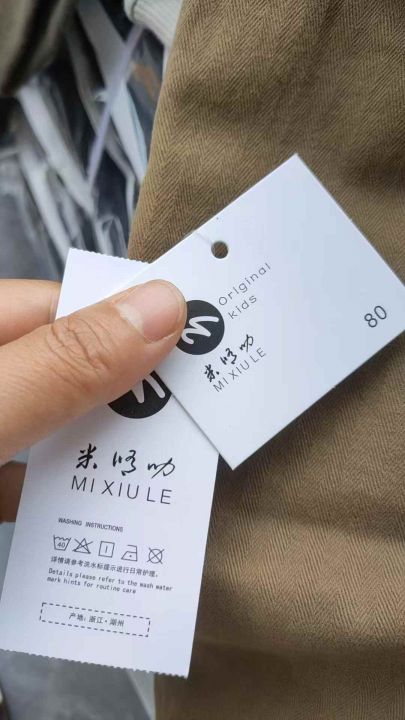 original
kids
米修叻
MI XIU LE
80
米修叻
MI XIU LE
WASHING INSTRUCTIONS
40
详情请参考洗水标提示进行日常护理。
Details please refer to the wash water
mark hints for routine care
产地:浙江·湖州